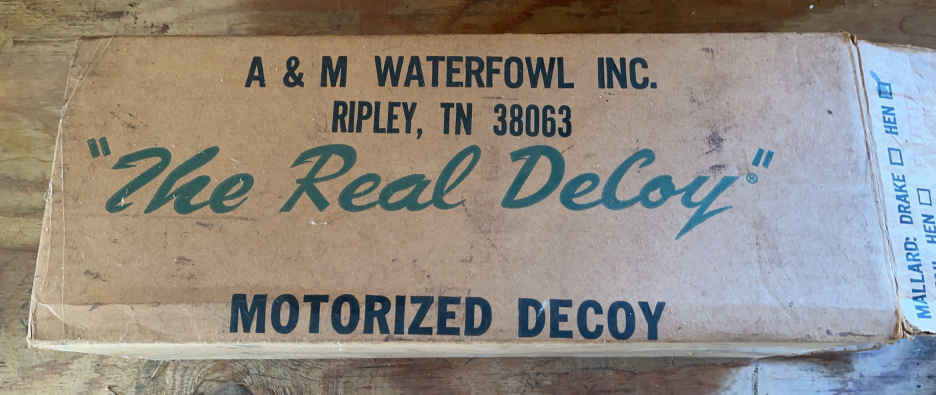 A & M WATERFOWL INC.
RIPLEY, TN 38063
"The Real DeCoy"®
MOTORIZED DECOY
MALLARD: DRAKE ☐ HEN ☑
HEN ☐